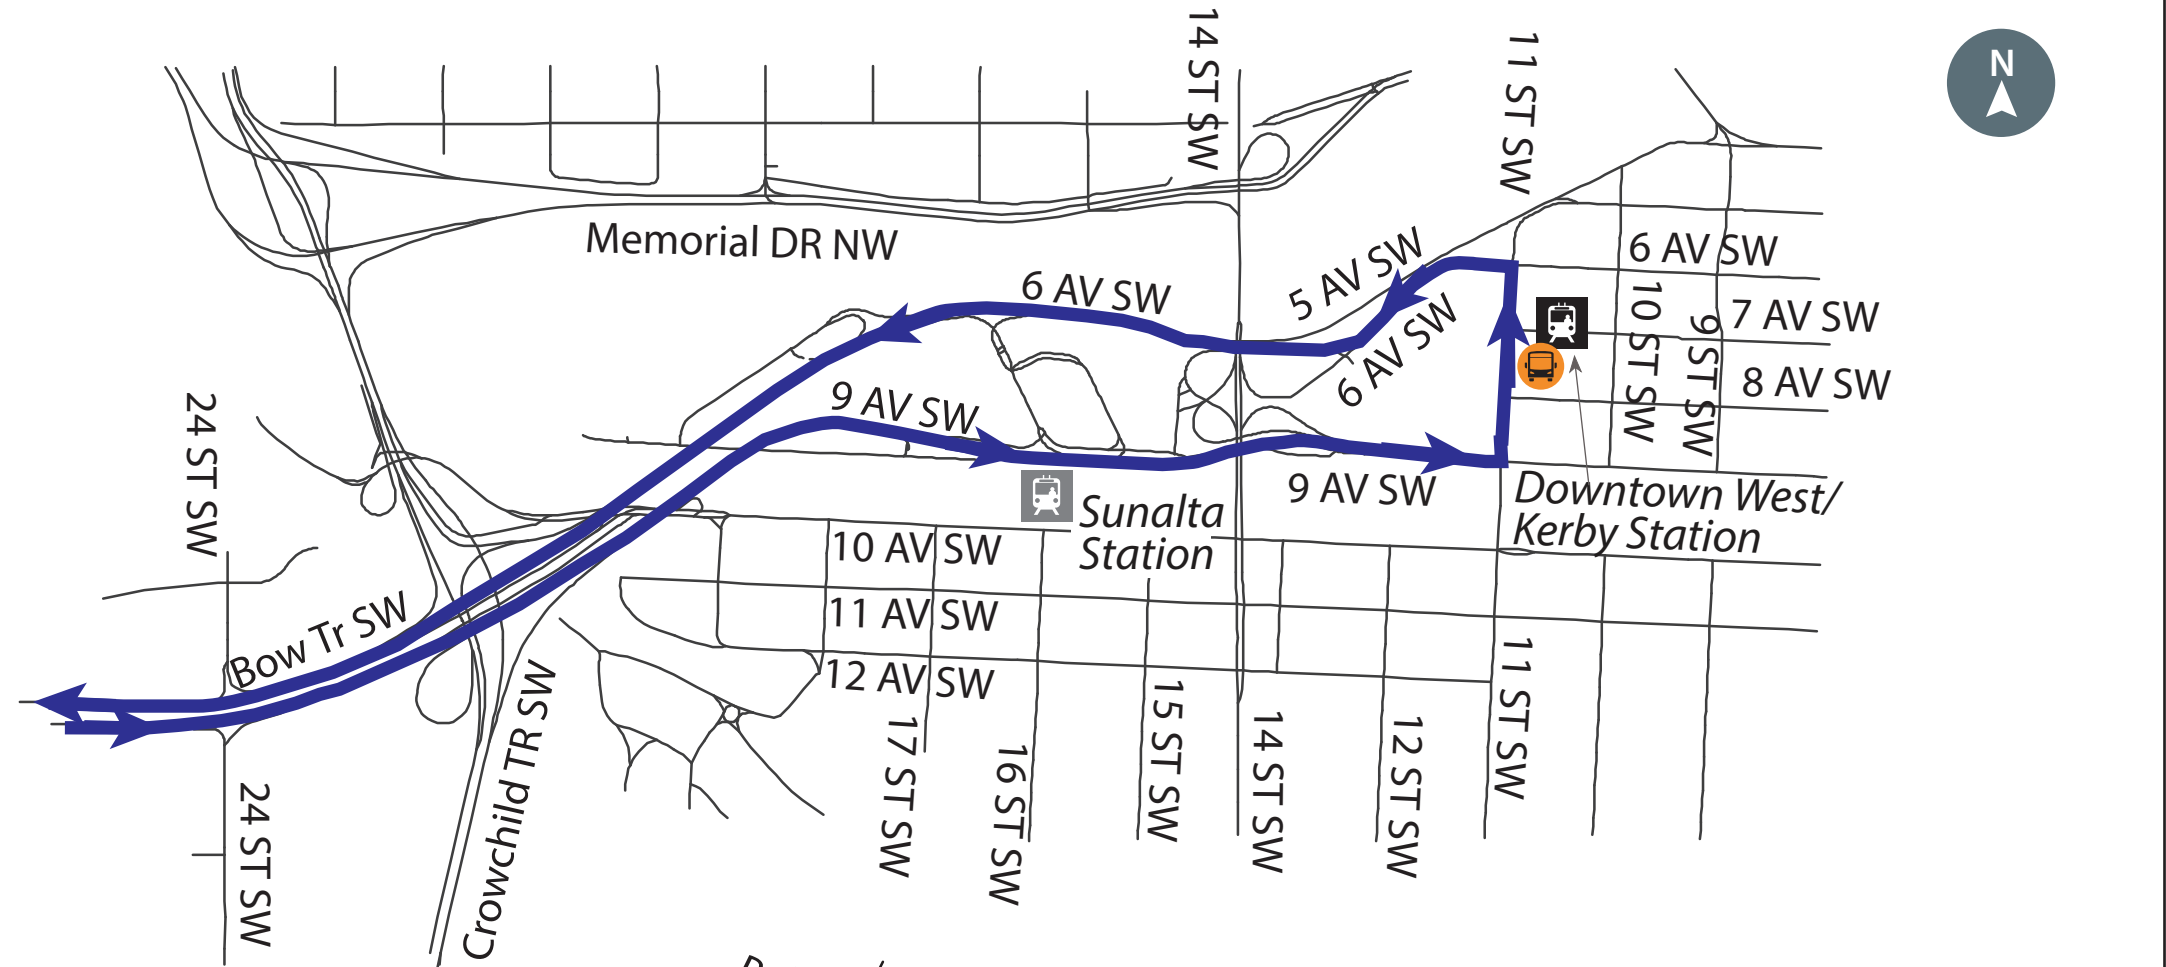 14 ST SW
11 ST SW
N
Memorial DR NW
5 AV SW
6 AV SW
6 AV SW
6 AV SW
10 ST SW
9 ST SW
7 AV SW
8 AV SW
9 AV SW
9 AV SW
24 ST SW
Sunalta
Station
Downtown West/
Kerby Station
10 AV SW
11 AV SW
12 AV SW
Bow Tr SW
Crowchild TR SW
24 ST SW
17 ST SW
16 ST SW
15 ST SW
14 ST SW
12 ST SW
11 ST SW